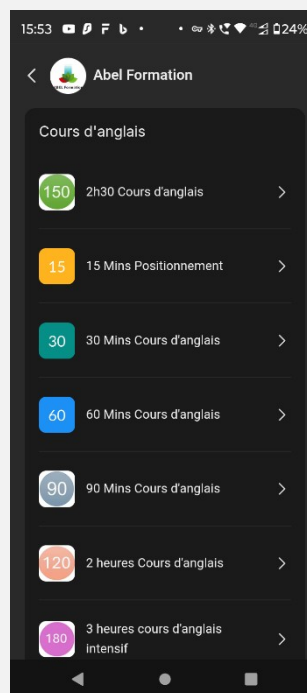 15:53
24%
Abel Formation
ABEL Formation
Cours d'anglais
150
2h30 Cours d'anglais
15
15 Mins Positionnement
30
30 Mins Cours d'anglais
60
60 Mins Cours d'anglais
90
90 Mins Cours d'anglais
120
2 heures Cours d'anglais
180
3 heures cours d'anglais
intensif